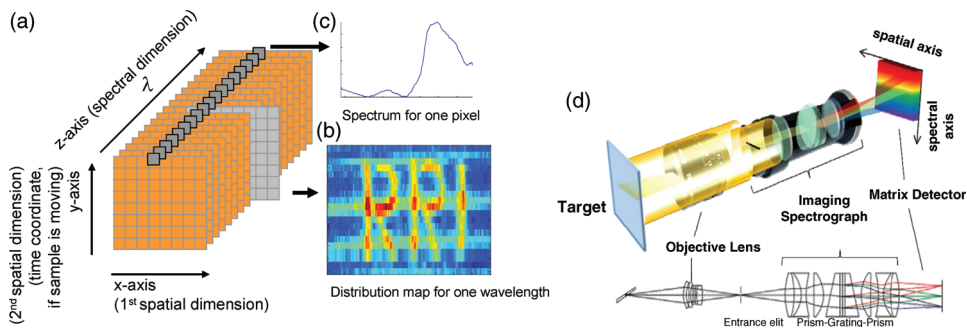 (a)
z-axis (spectral dimension)
λ
(2nd spatial dimension)
(time coordinate,
if sample is moving)
y-axis
x-axis
(1st spatial dimension)
(c)
Spectrum for one pixel
(b)
RPI
Distribution map for one wavelength
(d)
spatial axis
spectral
axis
Target
Imaging
Spectrograph
Matrix Detector
Objective Lens
Entrance elit
Prism-Grating-Prism